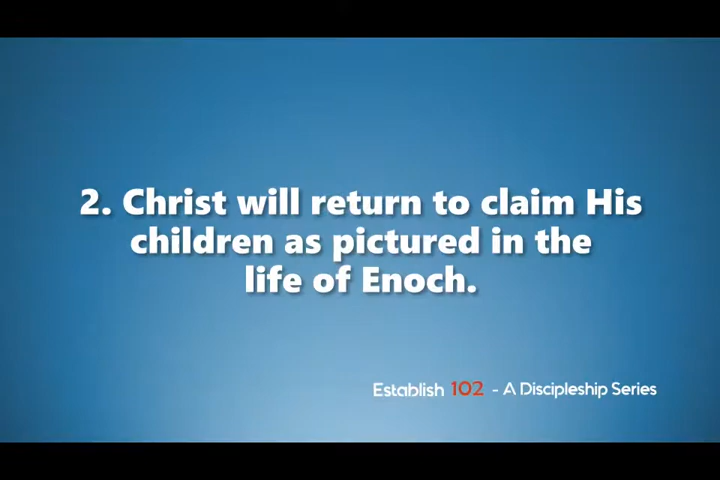 2. Christ will return to claim His
children as pictured in the
life of Enoch.
Establish 102 - A Discipleship Series